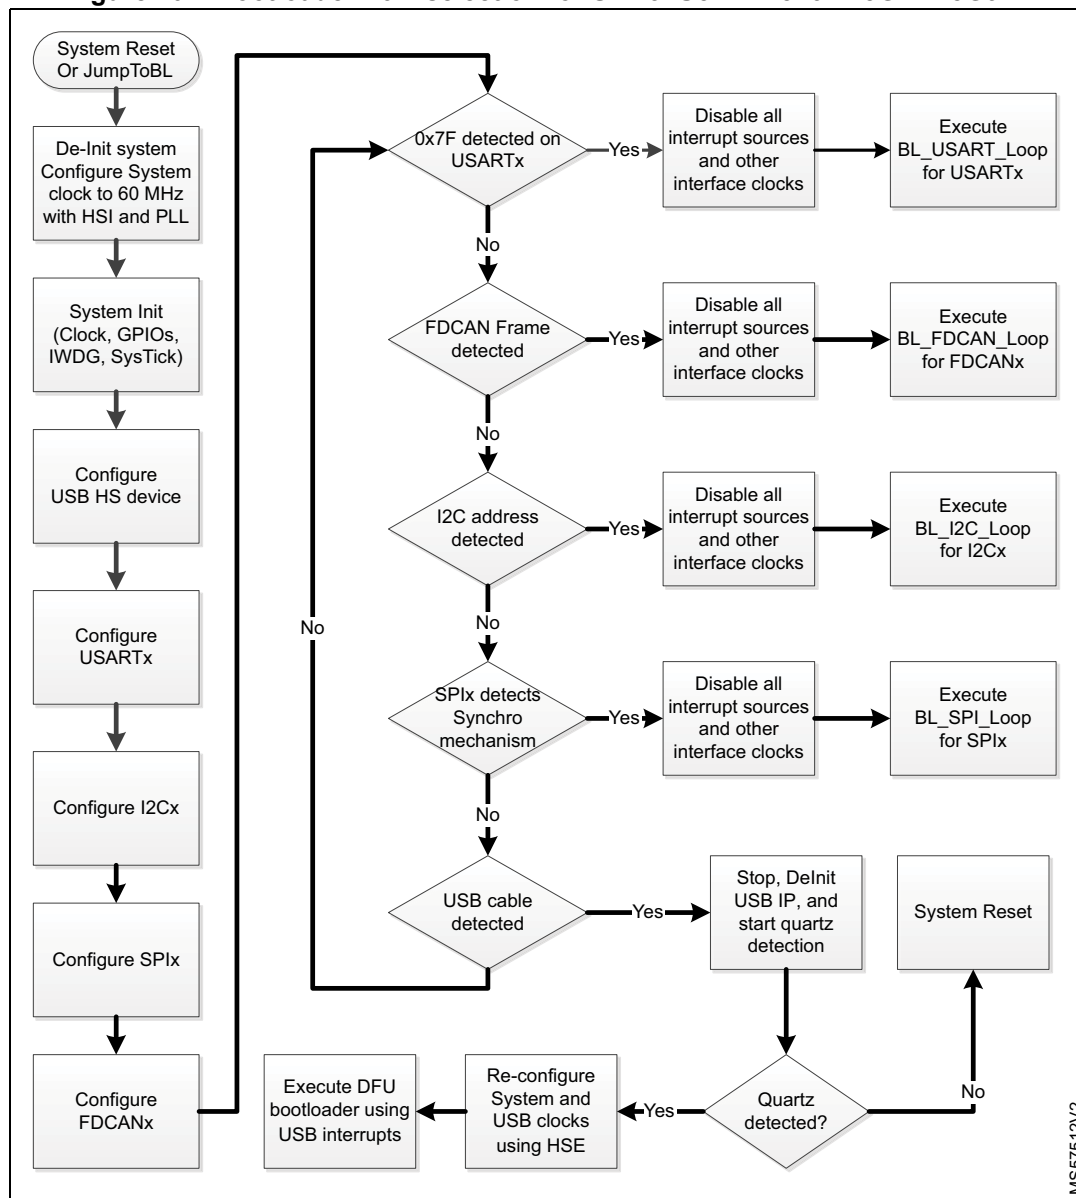 System Reset
Or JumpToBL
De-Init system
Configure System
clock to 60 MHz
with HSI and PLL
System Init
(Clock, GPIOs,
IWDG, SysTick)
Configure
USB HS device
Configure
USARTx
Configure I2Cx
Configure SPIx
Configure
FDCANx
0x7F detected on
USARTx
Yes
Disable all
interrupt sources
and other
interface clocks
Execute
BL_USART_Loop
for USARTx
No
FDCAN Frame
detected
Yes
Disable all
interrupt sources
and other
interface clocks
Execute
BL_FDCAN_Loop
for FDCANx
No
I2C address
detected
Yes
Disable all
interrupt sources
and other
interface clocks
Execute
BL_I2C_Loop
for I2Cx
No
No
SPIx detects
Synchro
mechanism
Yes
Disable all
interrupt sources
and other
interface clocks
Execute
BL_SPI_Loop
for SPIx
No
USB cable
detected
Yes
Stop, DeInit
USB IP, and
start quartz
detection
System Reset
Quartz
detected?
No
Yes
Re-configure
System and
USB clocks
using HSE
Execute DFU
bootloader using
USB interrupts